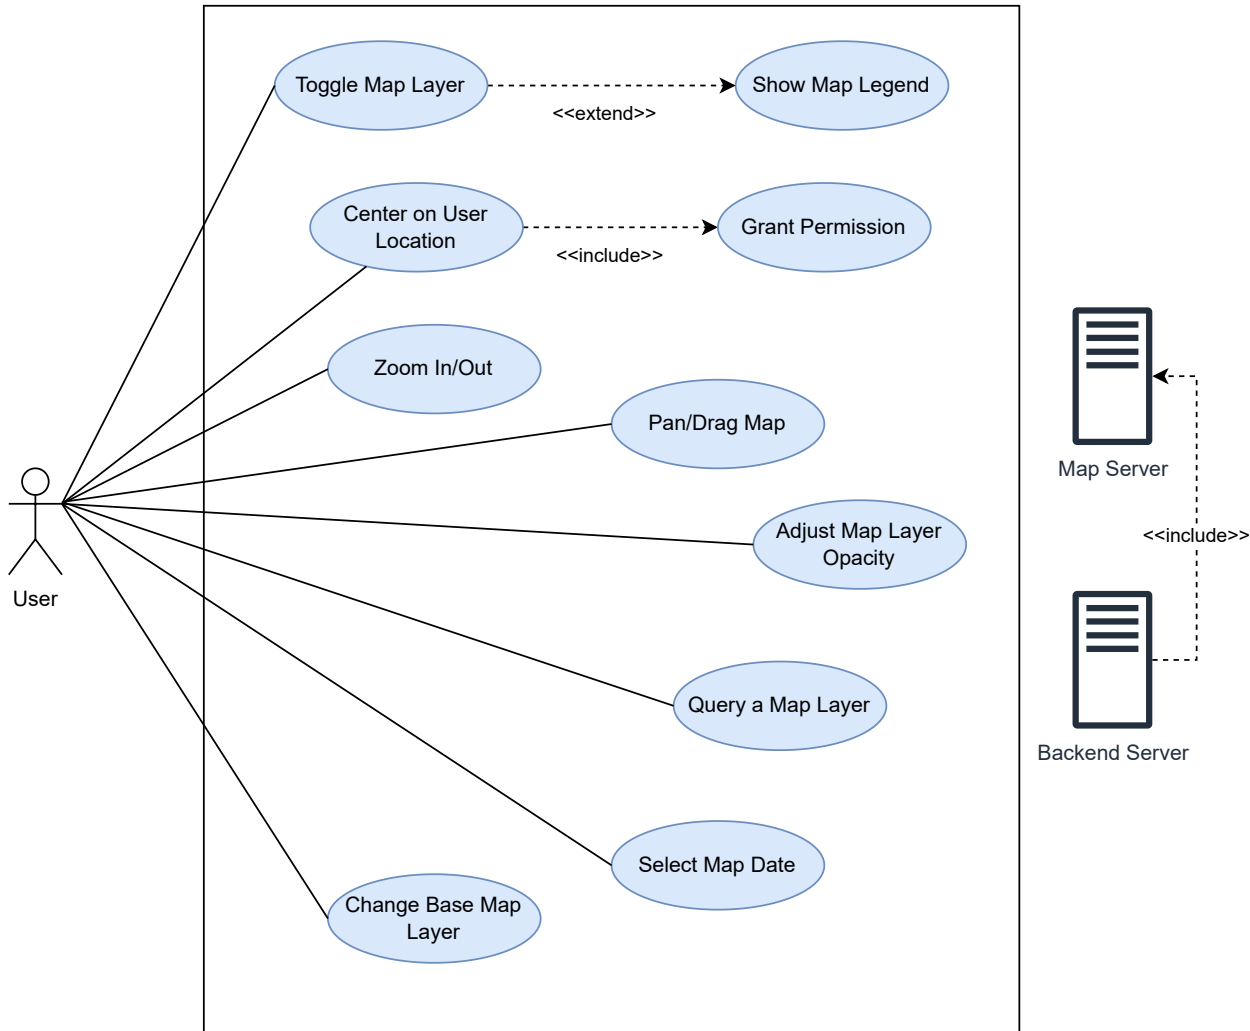 Toggle Map Layer
<<extend>>
Show Map Legend
Center on User
Location
<<include>>
Grant Permission
Zoom In/Out
Pan/Drag Map
Map Server
User
Adjust Map Layer
Opacity
<<include>>
Query a Map Layer
Backend Server
Select Map Date
Change Base Map
Layer